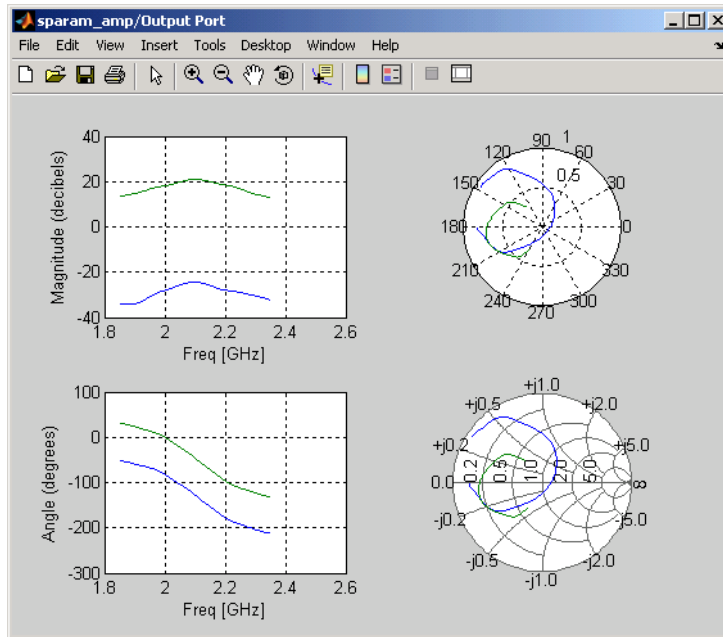 sparam_amp/Output Port
File Edit View Insert Tools Desktop Window Help
40
20
0
-20
-40
1.8 2 2.2 2.4 2.6
Magnitude (decibels)
Freq [GHz]
90 1
120 60
150 0.5 30
180 0
210 330
240 300
270
100
0
-100
-200
-300
1.8 2 2.2 2.4 2.6
Angle (degrees)
Freq [GHz]
+j1.0
+j0.5 +j2.0
+j0.2 +j5.0
0.0 0.2 0.5 1.0 2.0 5.0 ∞
-j0.2 -j5.0
-j0.5 -j2.0
-j1.0